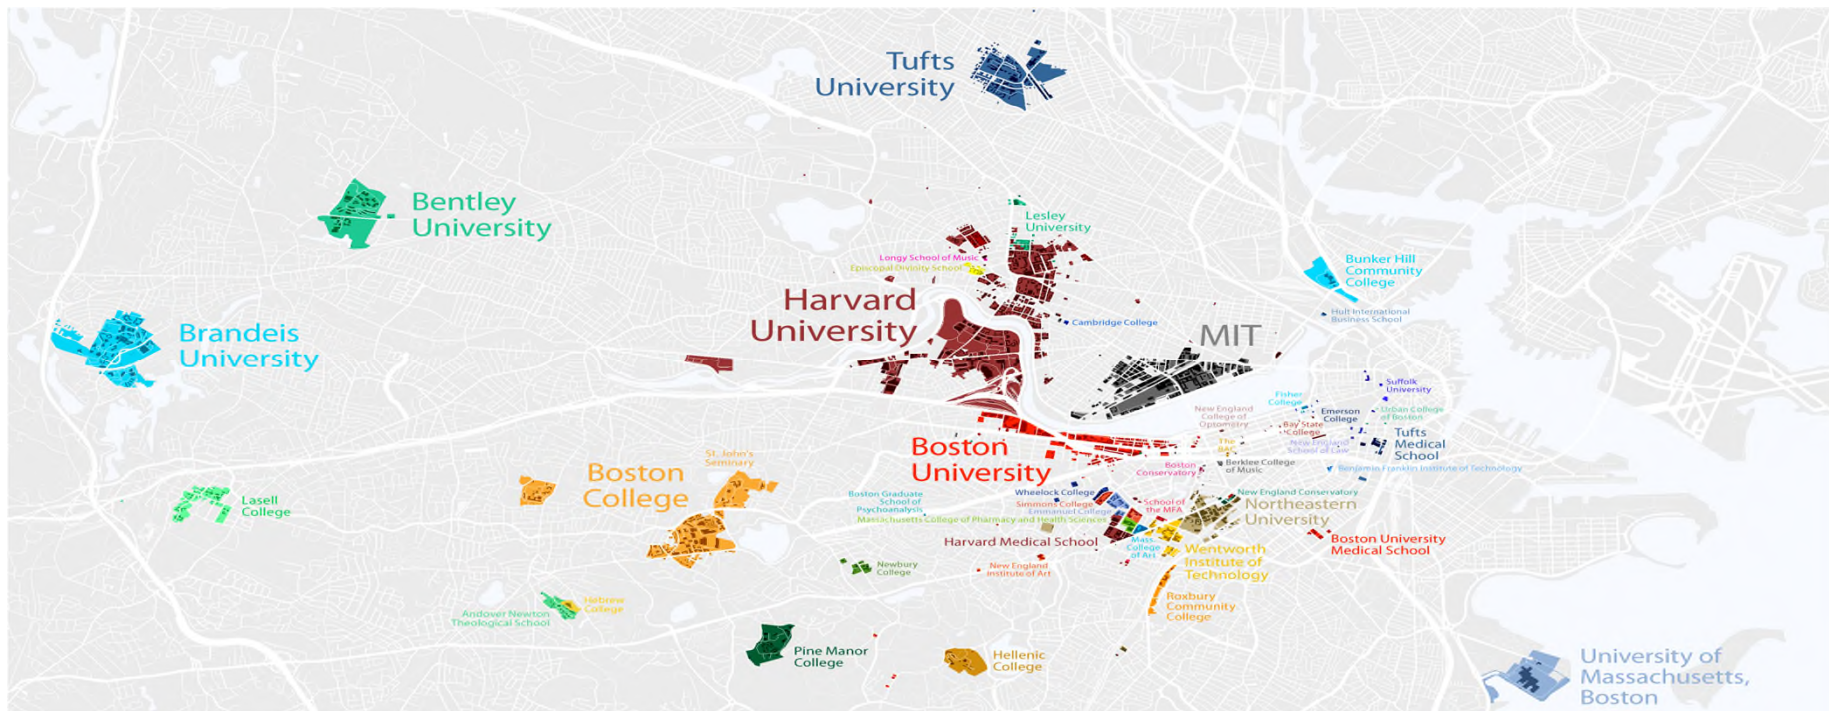 Tufts
University
Bentley
University
Lesley
University
Longy School of Music
Episcopal Divinity School
Bunker Hill
Community
College
Harvard
University
Hult International
Business School
Cambridge College
MIT
Brandeis
University
Suffolk
University
Fisher
College
New England
College of
Optometry
Emerson
College
Urban College
of Boston
Bay State
College
New England
School of Law
Tufts
Medical
School
The
BAC
Boston
University
Boston
Conservatory
Berklee College
of Music
Benjamin Franklin Institute of Technology
St. John's
Seminary
Boston
College
Lasell
College
Boston Graduate
School of
Psychoanalysis
Wheelock College
Simmons College
Emmanuel College
Massachusetts College of Pharmacy and Health Sciences
School of
the MFA
New England Conservatory
Northeastern
University
Harvard Medical School
Mass.
College
of Art
Boston University
Medical School
Wentworth
Institute of
Technology
Newbury
College
New England
Institute of Art
Roxbury
Community
College
Hebrew
College
Andover Newton
Theological School
Pine Manor
College
Hellenic
College
University of
Massachusetts,
Boston